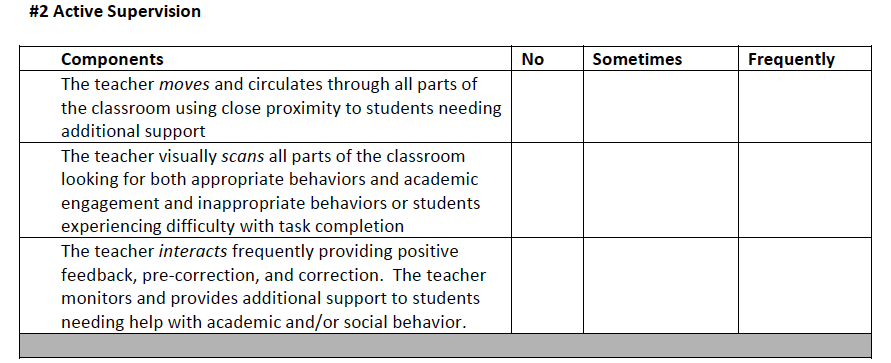 #2 Active Supervision
Components No Sometimes Frequently
The teacher moves and circulates through all parts of
the classroom using close proximity to students needing
additional support
The teacher visually scans all parts of the classroom
looking for both appropriate behaviors and academic
engagement and inappropriate behaviors or students
experiencing difficulty with task completion
The teacher interacts frequently providing positive
feedback, pre-correction, and correction.  The teacher
monitors and provides additional support to students
needing help with academic and/or social behavior.